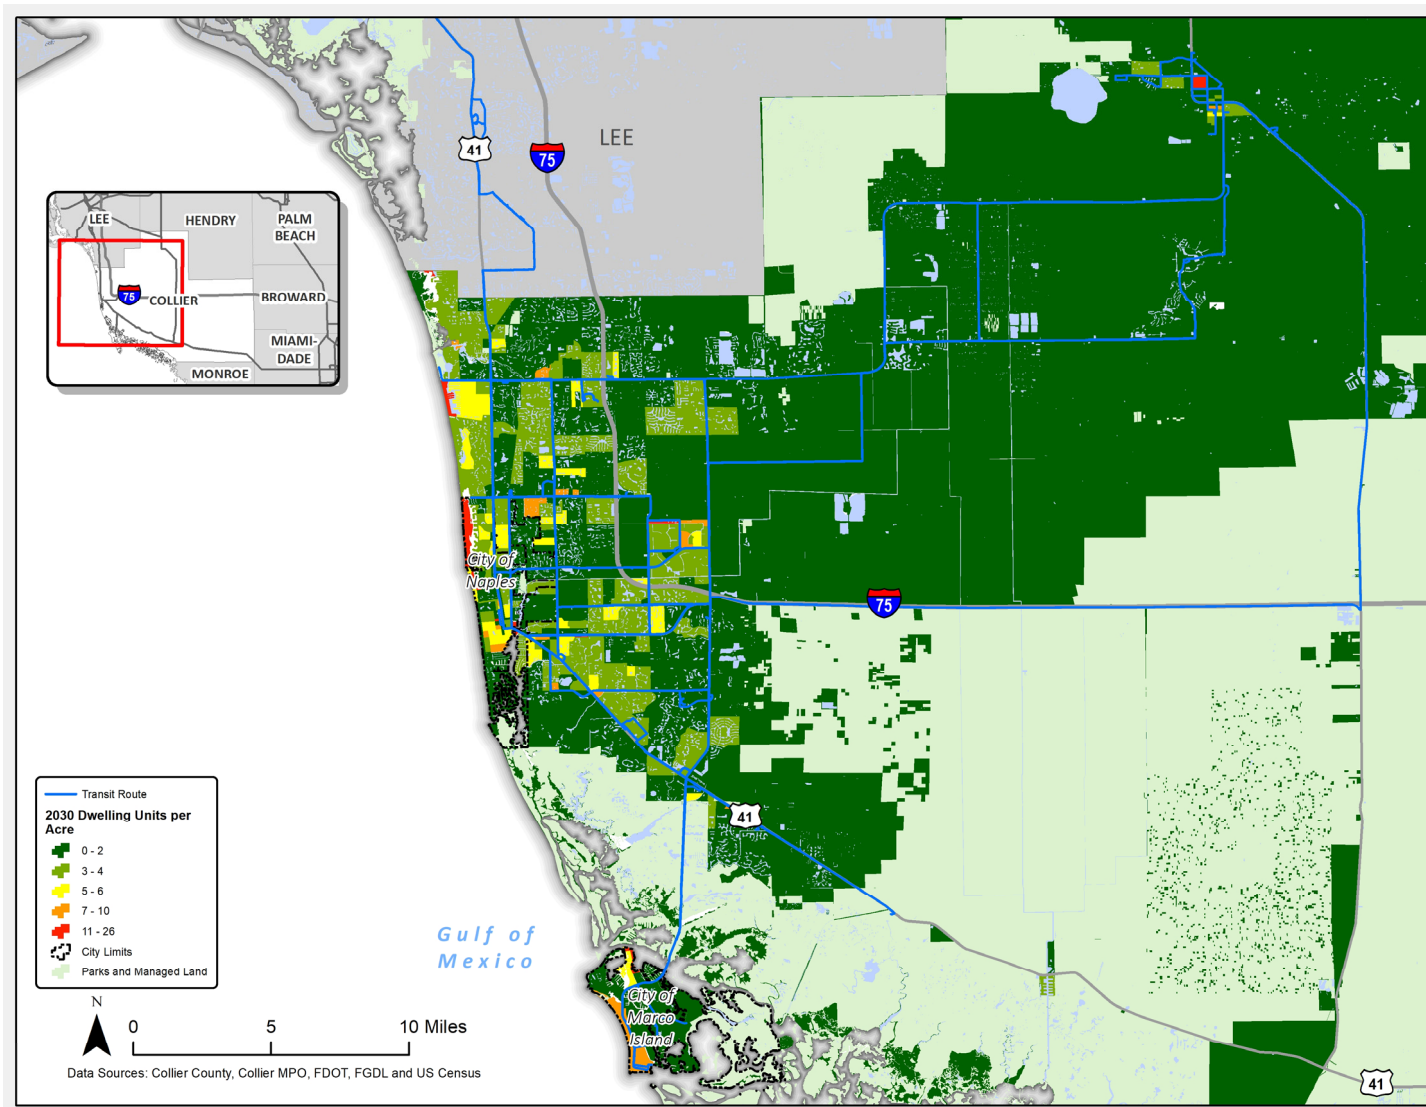 41
75
LEE
LEE
HENDRY
PALM
BEACH
75
COLLIER
BROWARD
MIAMI-
DADE
MONROE
City of
Naples
75
41
Transit Route
2030 Dwelling Units per
Acre
0 - 2
3 - 4
5 - 6
7 - 10
11 - 26
City Limits
Parks and Managed Land
Gulf of
Mexico
City of
Marco
Island
N
0 5 10 Miles
Data Sources: Collier County, Collier MPO, FDOT, FGDL and US Census
41